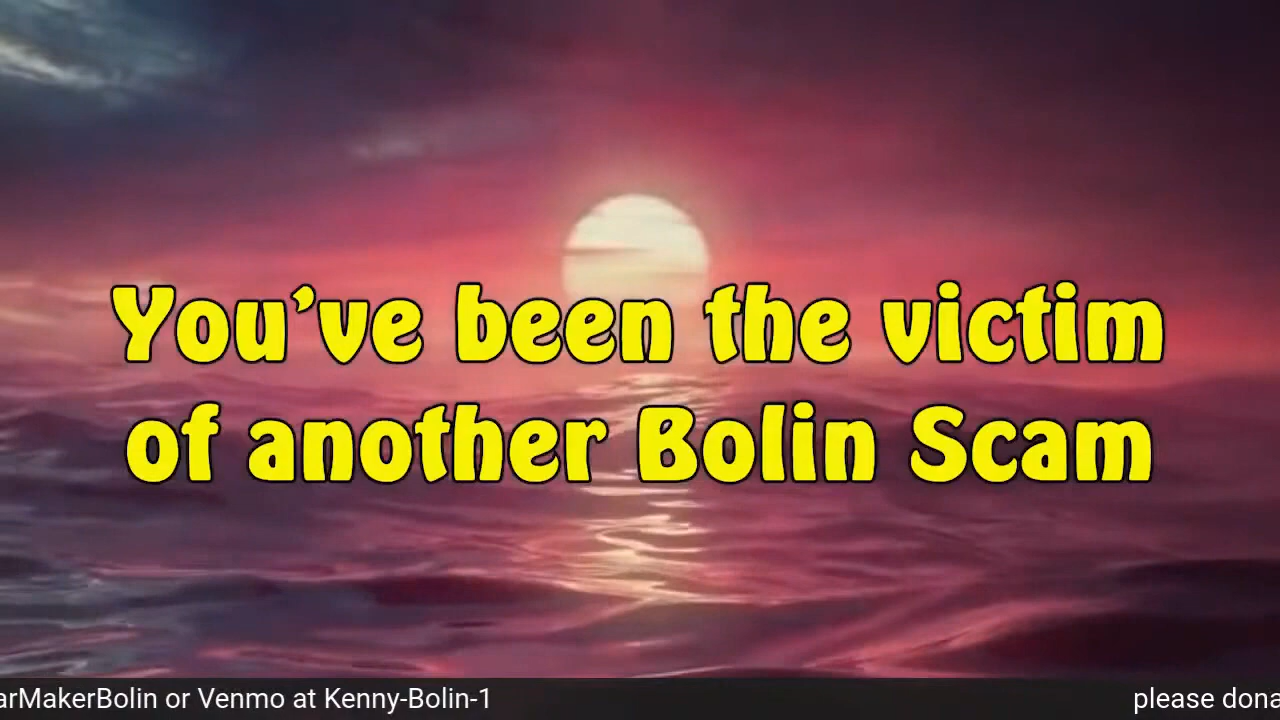 You've been the victim
of another Bolin Scam
arMakerBolin or Venmo at Kenny-Bolin-1 please dona